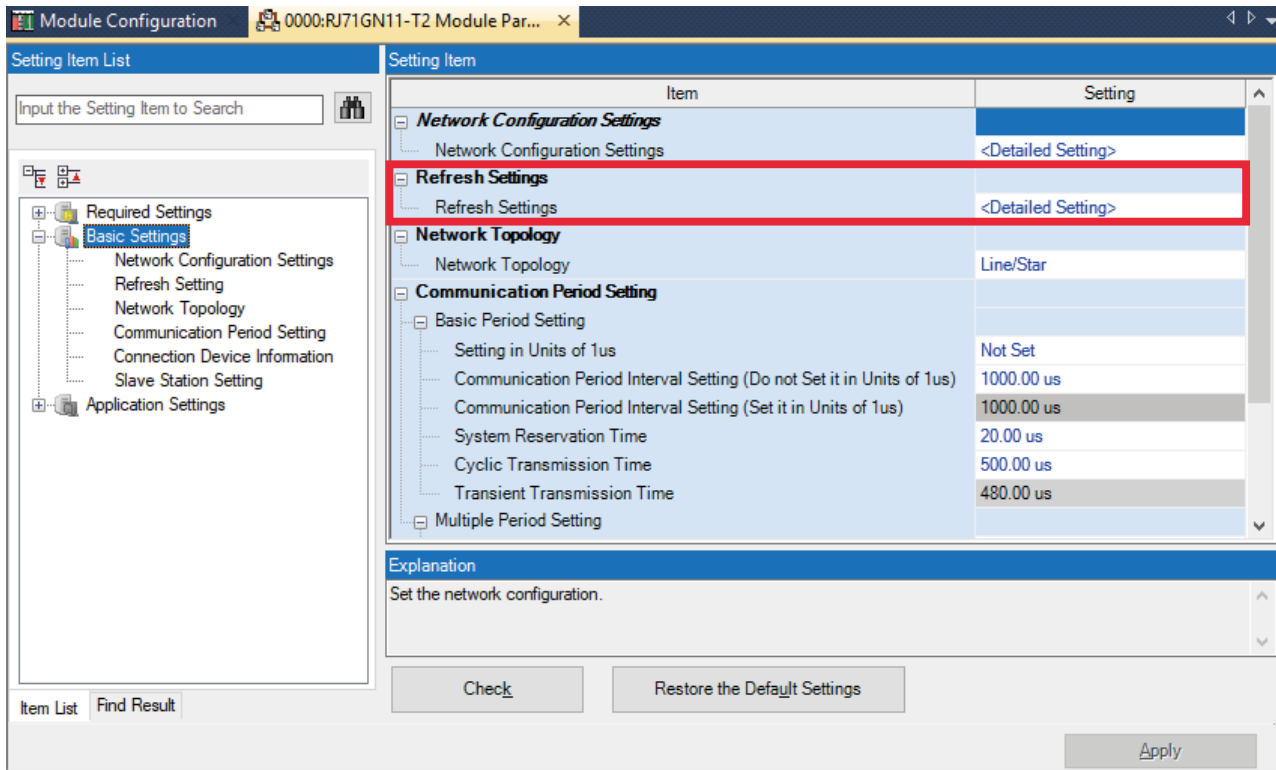 Module Configuration
0000:RJ71GN11-T2 Module Par...
Setting Item List
Input the Setting Item to Search
Required Settings
Basic Settings
Network Configuration Settings
Refresh Setting
Network Topology
Communication Period Setting
Connection Device Information
Slave Station Setting
Application Settings
Item List
Find Result
Setting Item
Item
Setting
Network Configuration Settings
Network Configuration Settings
<Detailed Setting>
Refresh Settings
Refresh Settings
<Detailed Setting>
Network Topology
Network Topology
Line/Star
Communication Period Setting
Basic Period Setting
Setting in Units of 1us
Not Set
Communication Period Interval Setting (Do not Set it in Units of 1us)
1000.00 us
Communication Period Interval Setting (Set it in Units of 1us)
1000.00 us
System Reservation Time
20.00 us
Cyclic Transmission Time
500.00 us
Transient Transmission Time
480.00 us
Multiple Period Setting
Explanation
Set the network configuration.
Check
Restore the Default Settings
Apply